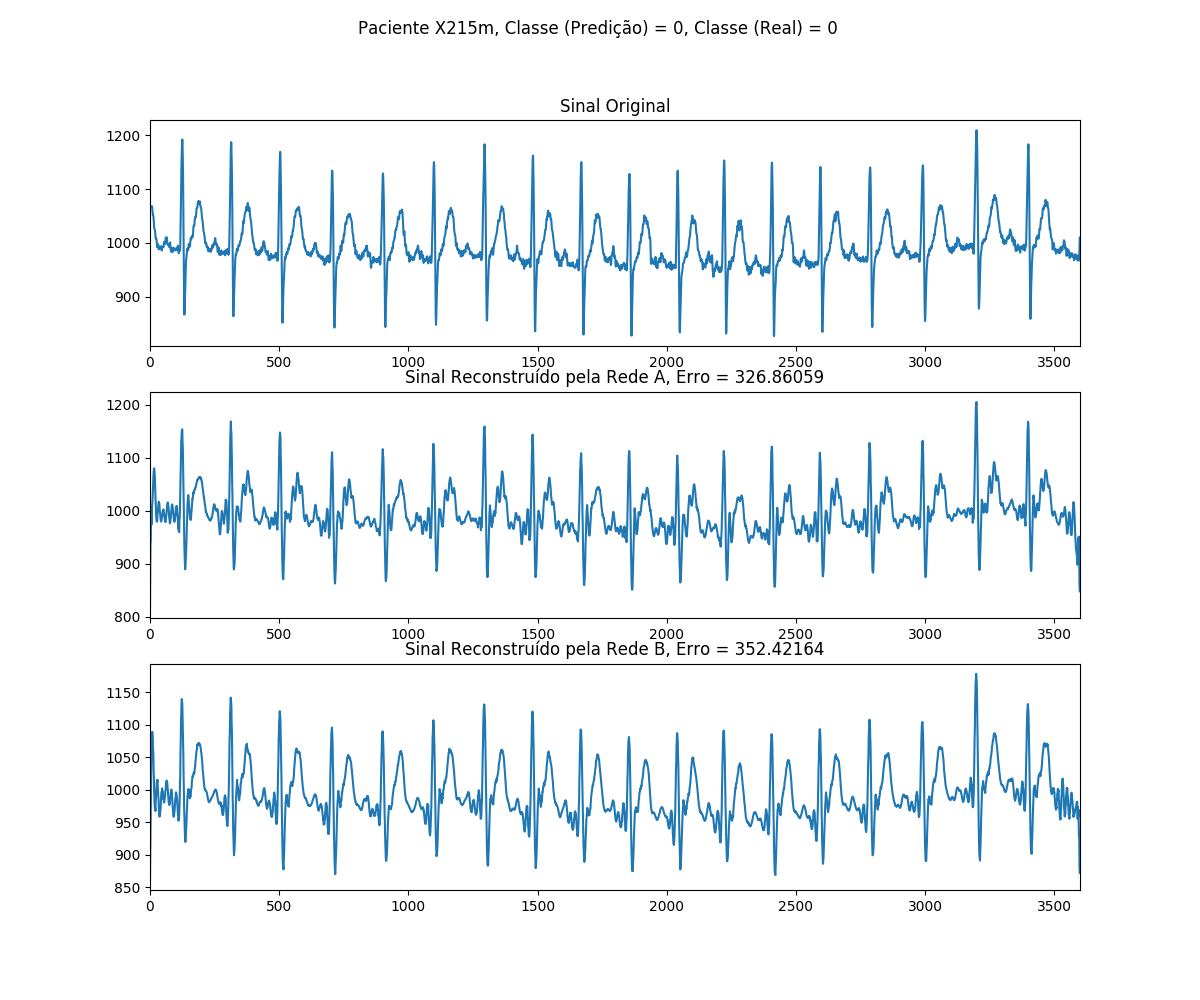 Paciente X215m, Classe (Predição) = 0, Classe (Real) = 0
Sinal Original
1200
1100
1000
900
0 500 1000 1500 2000 2500 3000 3500
Sinal Reconstruído pela Rede A, Erro = 326.86059
1200
1100
1000
900
800
0 500 1000 1500 2000 2500 3000 3500
Sinal Reconstruído pela Rede B, Erro = 352.42164
1150
1100
1050
1000
950
900
850
0 500 1000 1500 2000 2500 3000 3500